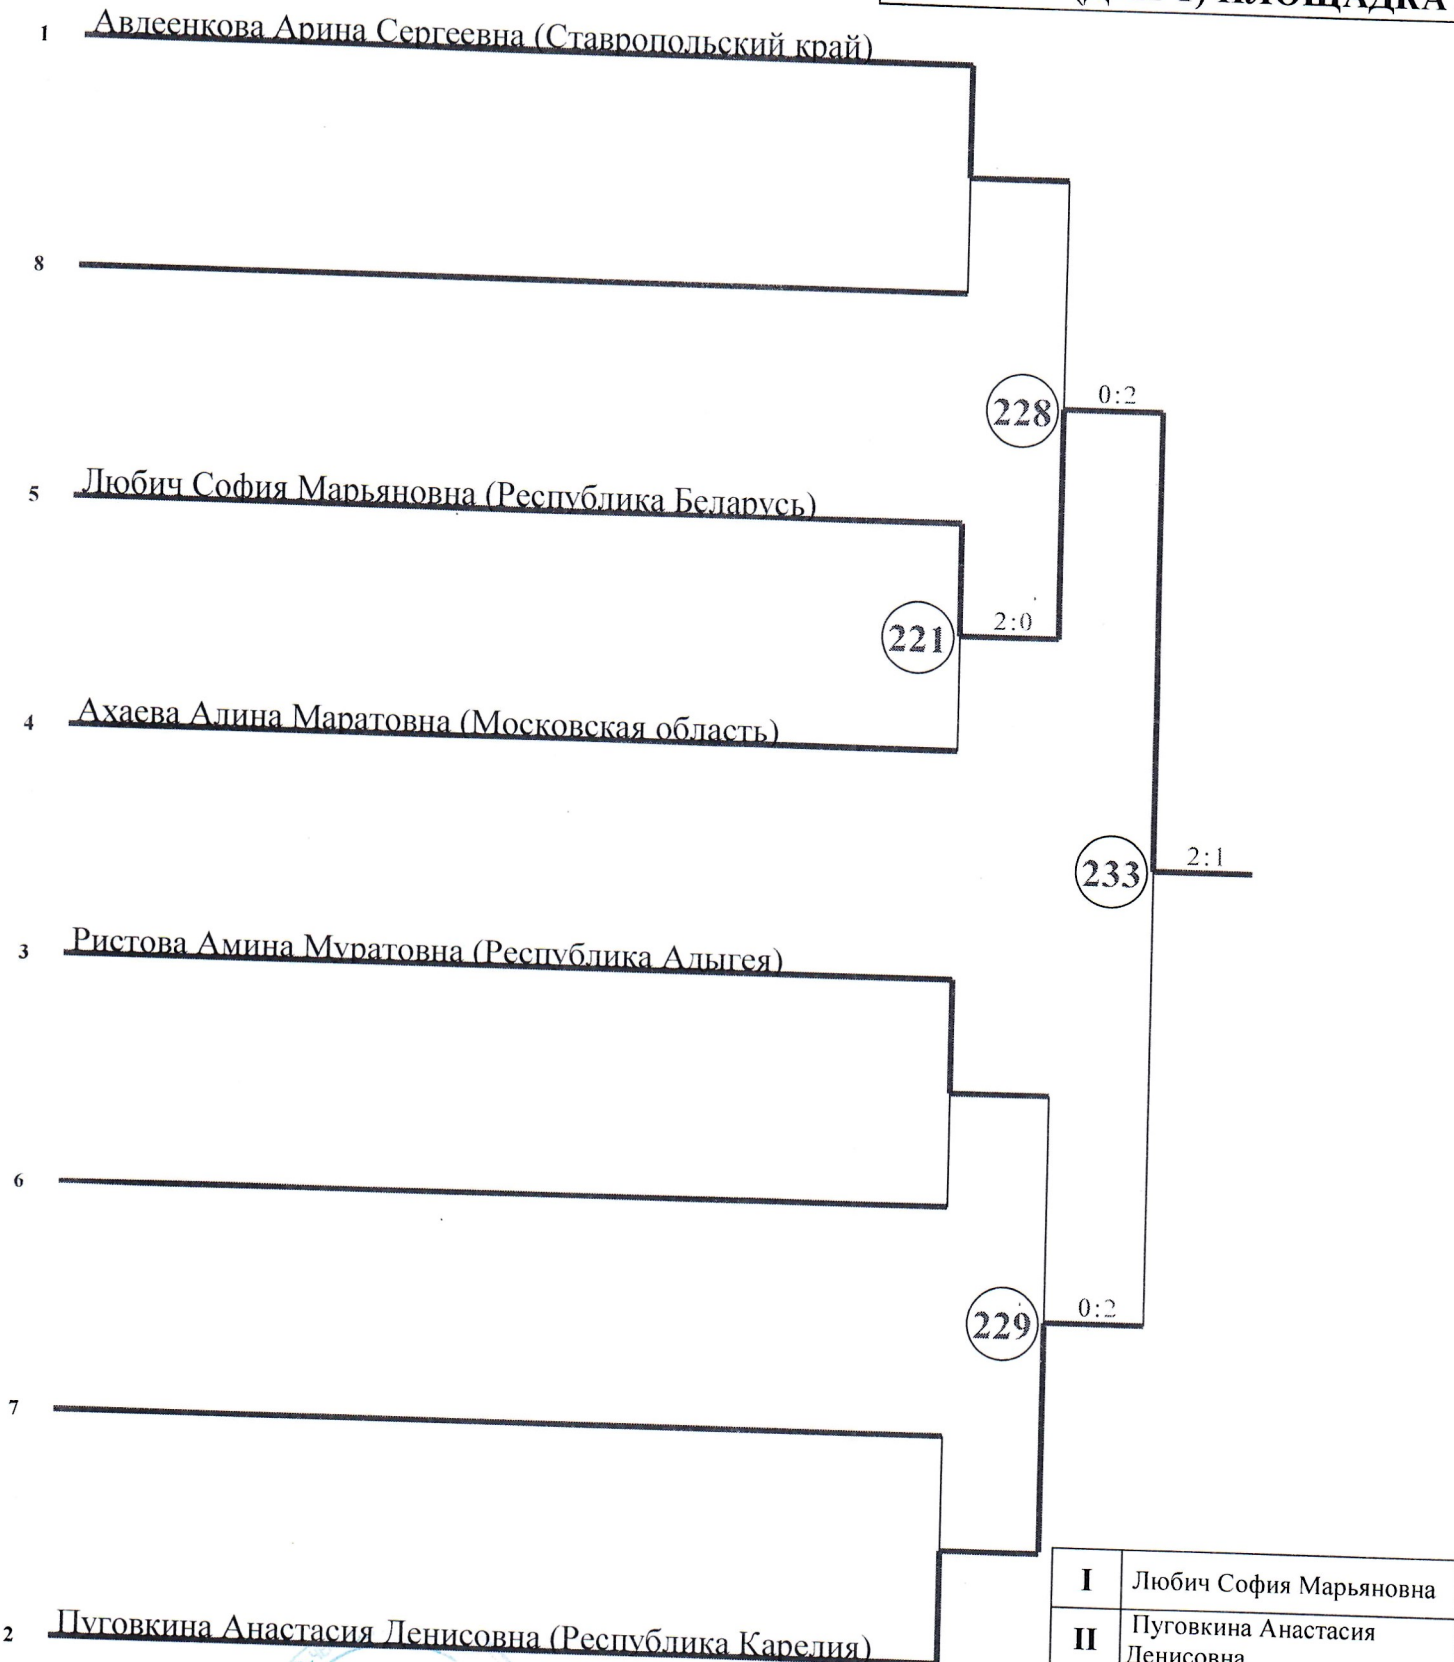 ПЛОЩАДКА
1 Авдеенкова Арина Сергеевна (Ставропольский край)
8
228 0:2
5 Любич София Марьяновна (Республика Беларусь)
221 2:0
4 Ахаева Алина Маратовна (Московская область)
233 2:1
3 Ристова Амина Муратовна (Республика Адыгея)
6
229 0:2
7
I Любич София Марьяновна
2 Пуговкина Анастасия Денисовна (Республика Карелия)
II Пуговкина Анастасия
Денисовна